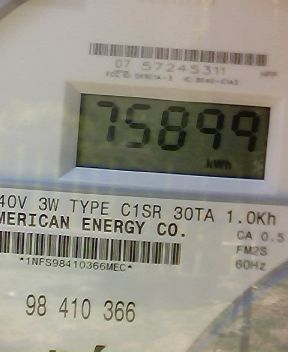 07 57245311
75899
kWh
40V 3W TYPE C1SR 30TA 1.0Kh
MERICAN ENERGY CO.
CA 0.5
FM2S
*1NFS98410366MEC*
60Hz
98 410 366